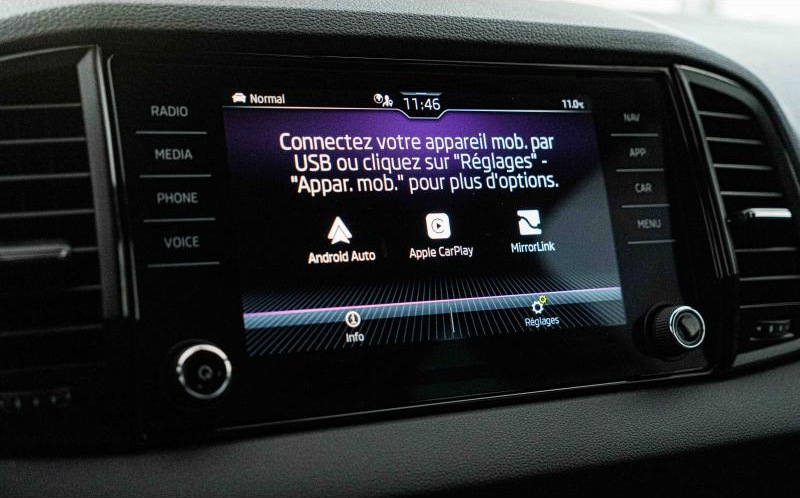 Normal 11:46 11.0°C
RADIO
MEDIA
PHONE
VOICE
Connectez votre appareil mob. par
USB ou cliquez sur "Réglages" -
"Appar. mob." pour plus d'options.
Android Auto Apple CarPlay MirrorLink
Info Réglages
NAV
APP
CAR
MENU